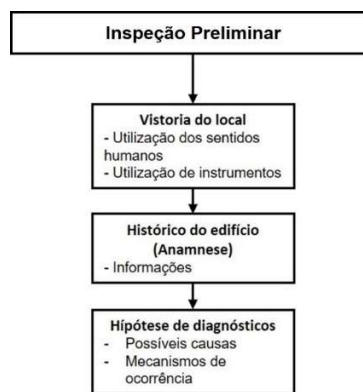 Inspeção Preliminar
Vistoria do local
- Utilização dos sentidos
humanos
- Utilização de instrumentos
Histórico do edifício
(Anamnese)
- Informações
Hípótese de diagnósticos
- Possíveis causas
- Mecanismos de
ocorrência